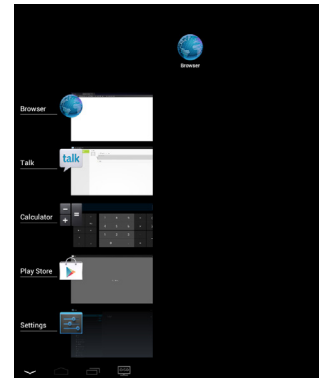 Browser
Browser
talk
Talk
Calculator
Play Store
Settings